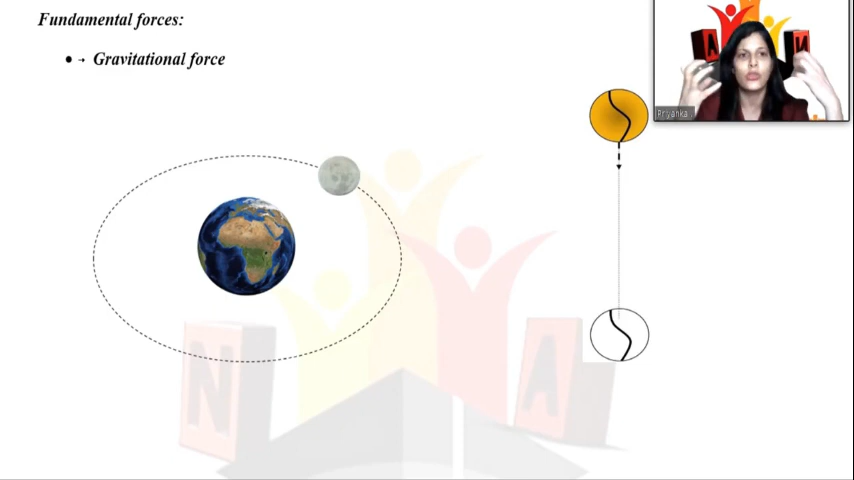 Fundamental forces:
• → Gravitational force
Priyanka
N
A
A
N